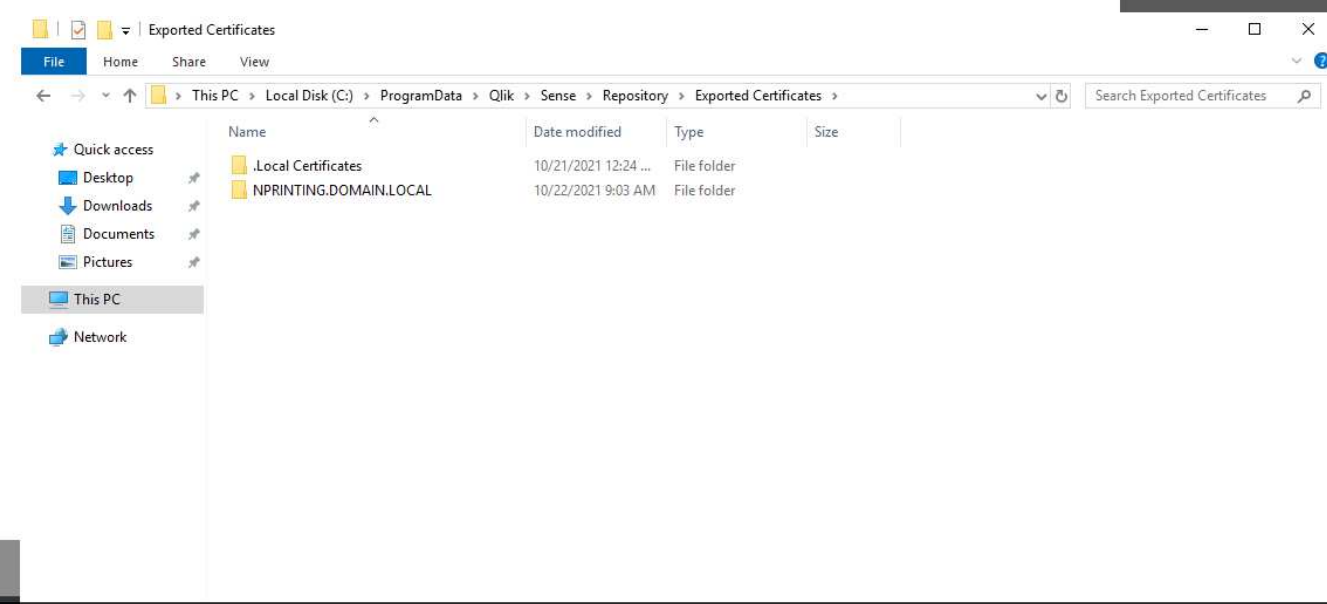 Exported Certificates
File Home Share View
This PC > Local Disk (C:) > ProgramData > Qlik > Sense > Repository > Exported Certificates >
Search Exported Certificates
Name Date modified Type Size
Quick access
Desktop
Downloads
Documents
Pictures
This PC
Network
.Local Certificates 10/21/2021 12:24 ... File folder
NPRINTING.DOMAIN.LOCAL 10/22/2021 9:03 AM File folder